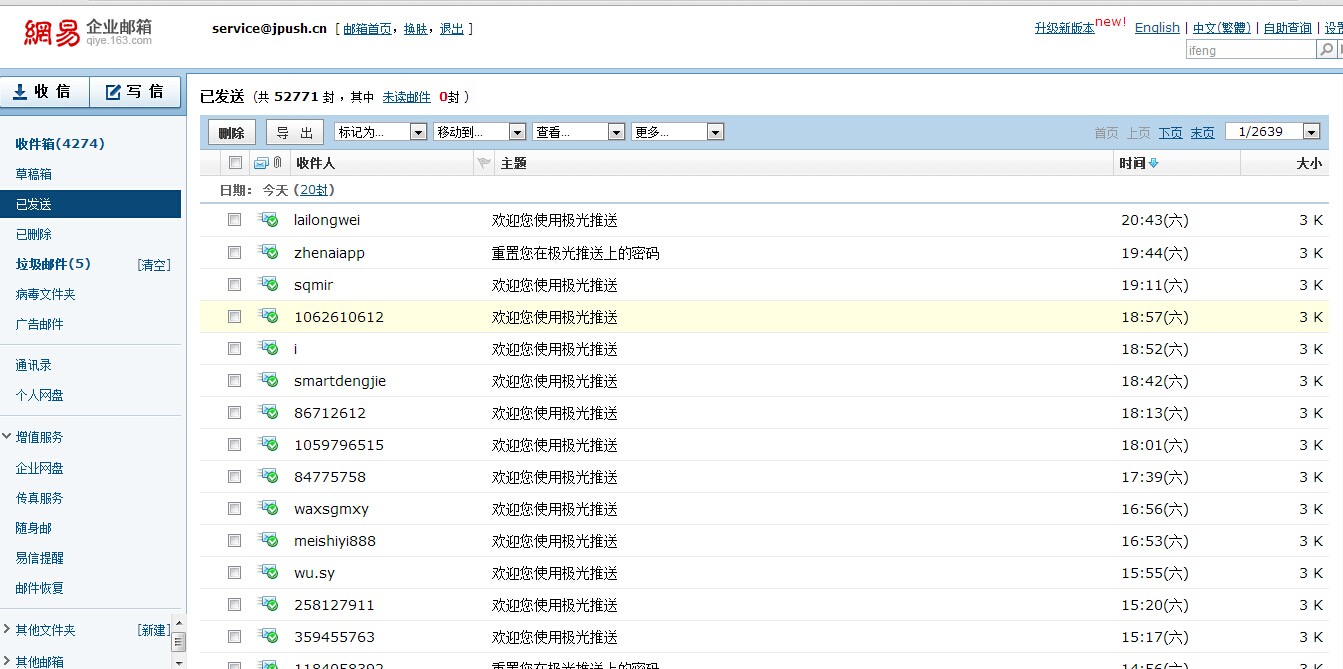 網易 企业邮箱 qiye.163.com
service@jpush.cn [ 邮箱首页，换肤，退出 ]
升级新版本 new! English | 中文(繁體) | 自助查询 |
ifeng
收 信 写 信
收件箱(4274)
草稿箱
已发送
已删除
垃圾邮件(5) [清空]
病毒文件夹
广告邮件
通讯录
个人网盘
增值服务
企业网盘
传真服务
随身邮
易信提醒
邮件恢复
其他文件夹 [新建]
其他邮箱
已发送 (共 52771 封，其中 未读邮件 0封 )
删除 导 出 标记为... 移动到... 查看... 更多... 首页 上页 下页 末页 1/2639
收件人 主题 时间 大小
日期： 今天 (20封)
lailongwei 欢迎您使用极光推送 20:43(六) 3 K
zhenaiapp 重置您在极光推送上的密码 19:44(六) 3 K
sqmir 欢迎您使用极光推送 19:11(六) 3 K
1062610612 欢迎您使用极光推送 18:57(六) 3 K
i 欢迎您使用极光推送 18:52(六) 3 K
smartdengjie 欢迎您使用极光推送 18:42(六) 3 K
86712612 欢迎您使用极光推送 18:13(六) 3 K
1059796515 欢迎您使用极光推送 18:01(六) 3 K
84775758 欢迎您使用极光推送 17:39(六) 3 K
waxsgmxy 欢迎您使用极光推送 16:56(六) 3 K
meishiyi888 欢迎您使用极光推送 16:53(六) 3 K
wu.sy 欢迎您使用极光推送 15:55(六) 3 K
258127911 欢迎您使用极光推送 15:20(六) 3 K
359455763 欢迎您使用极光推送 15:17(六) 3 K
1184058392 重置您在极光推送上的密码 14:56(六) 3 K